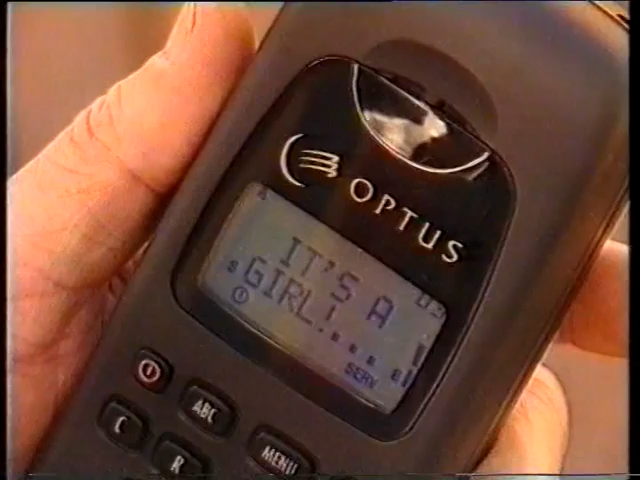 OPTUS
IT'S A
GIRL!....
SERV
ABC
C
R
MENU